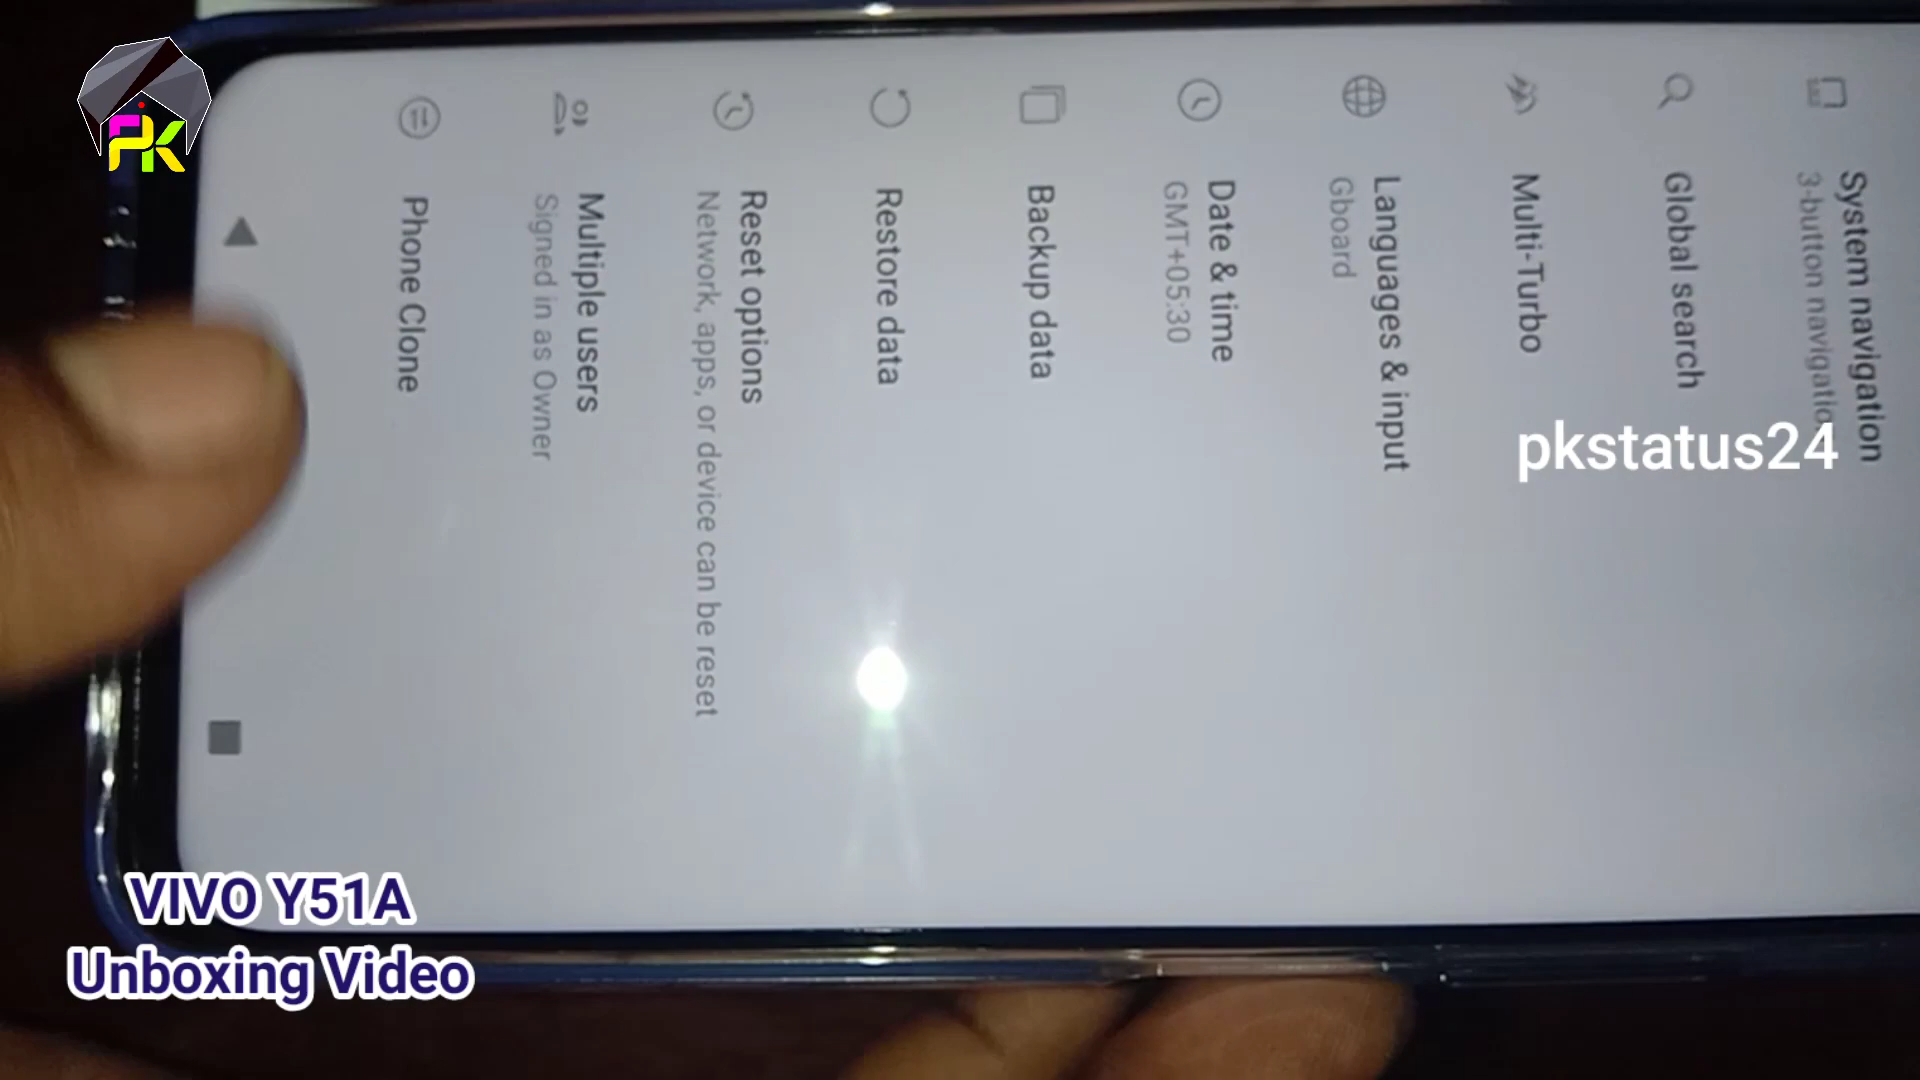 PK
System navigation
3-button navigation
Global search
Multi-Turbo
Languages & input
Gboard
Date & time
GMT+05:30
Backup data
Restore data
Reset options
Network, apps, or device can be reset
Multiple users
Signed in as Owner
Phone Clone
pkstatus24
VIVO Y51A
Unboxing Video